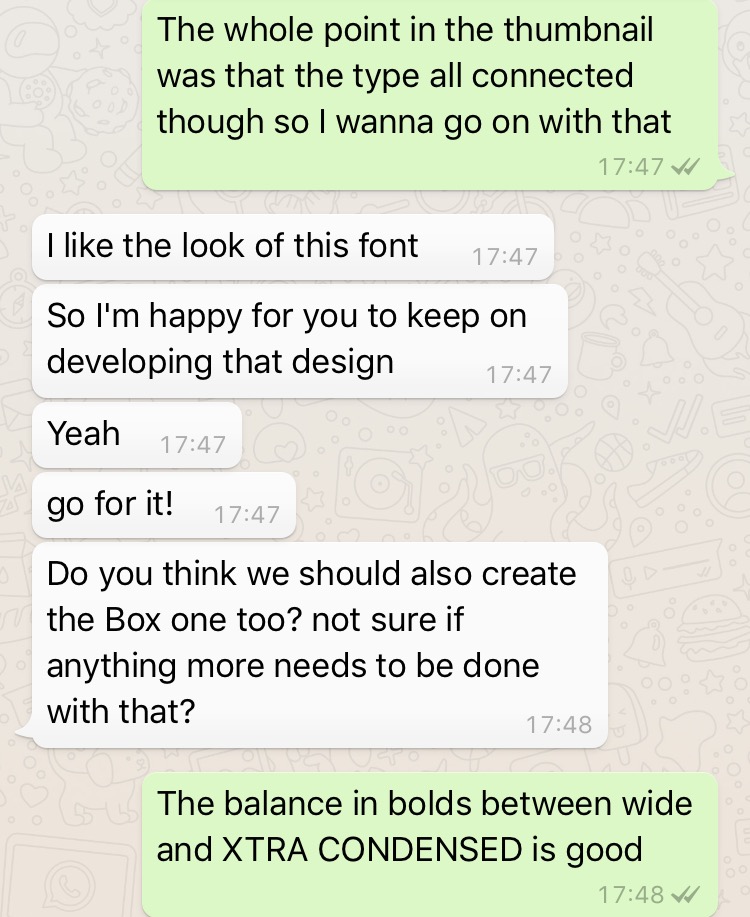 The whole point in the thumbnail
was that the type all connected
though so I wanna go on with that
17:47
I like the look of this font
17:47
So I'm happy for you to keep on
developing that design
17:47
Yeah
17:47
go for it!
17:47
Do you think we should also create
the Box one too? not sure if
anything more needs to be done
with that?
17:48
The balance in bolds between wide
and XTRA CONDENSED is good
17:48